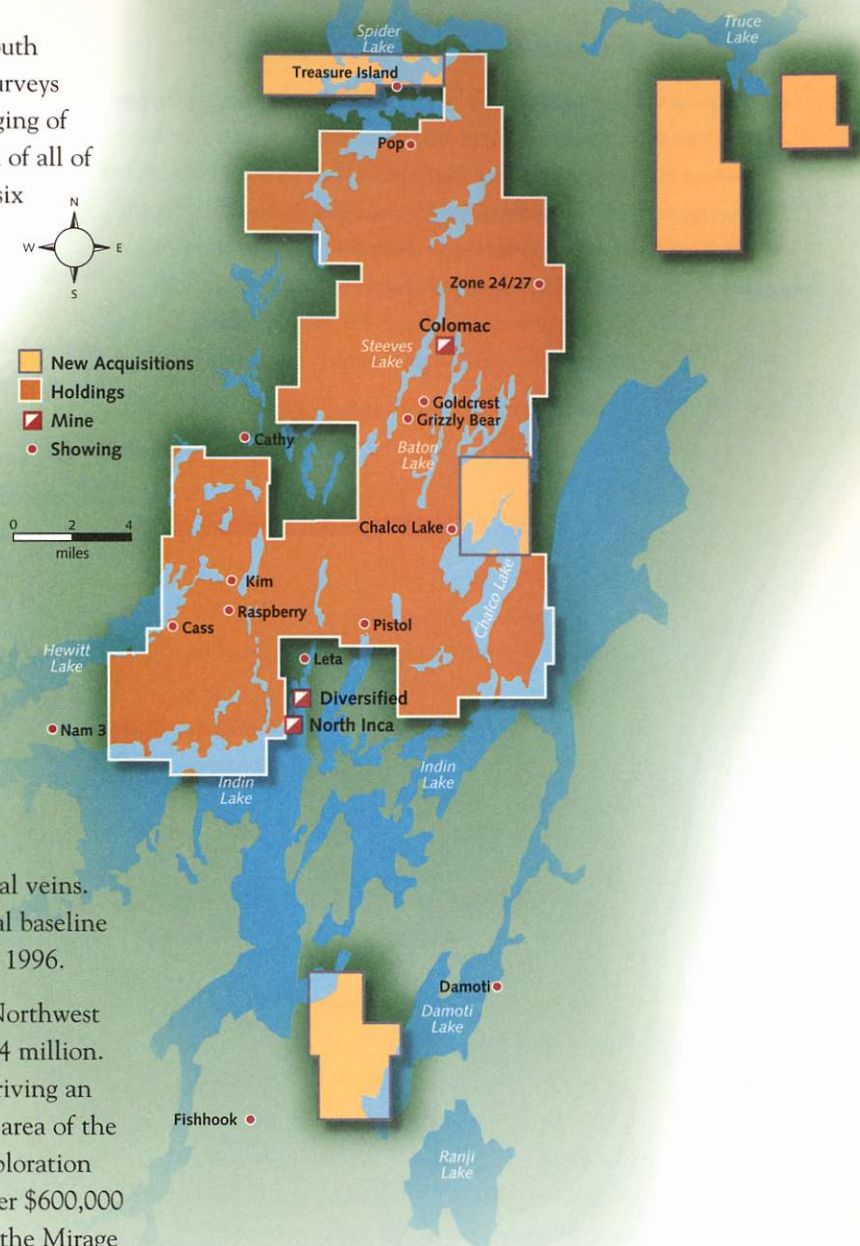 outh
urveys
ging of
of all of
six
N
W
E
S
New Acquisitions
Holdings
Mine
Showing
0 2 4
miles
Spider
Lake
Truce
Lake
Treasure Island
Pop
Zone 24/27
Colomac
Steeves
Lake
Goldcrest
Grizzly Bear
Cathy
Baton
Lake
Chalco Lake
Chalco Lake
Kim
Raspberry
Cass
Pistol
Hewitt
Lake
Leta
Diversified
North Inca
Nam 3
Indin
Lake
Indin
Lake
al veins.
al baseline
1996.
Northwest
4 million.
riving an
area of the
ploration
er $600,000
the Mirage
Damoti
Damoti
Lake
Fishhook
Ranji
Lake